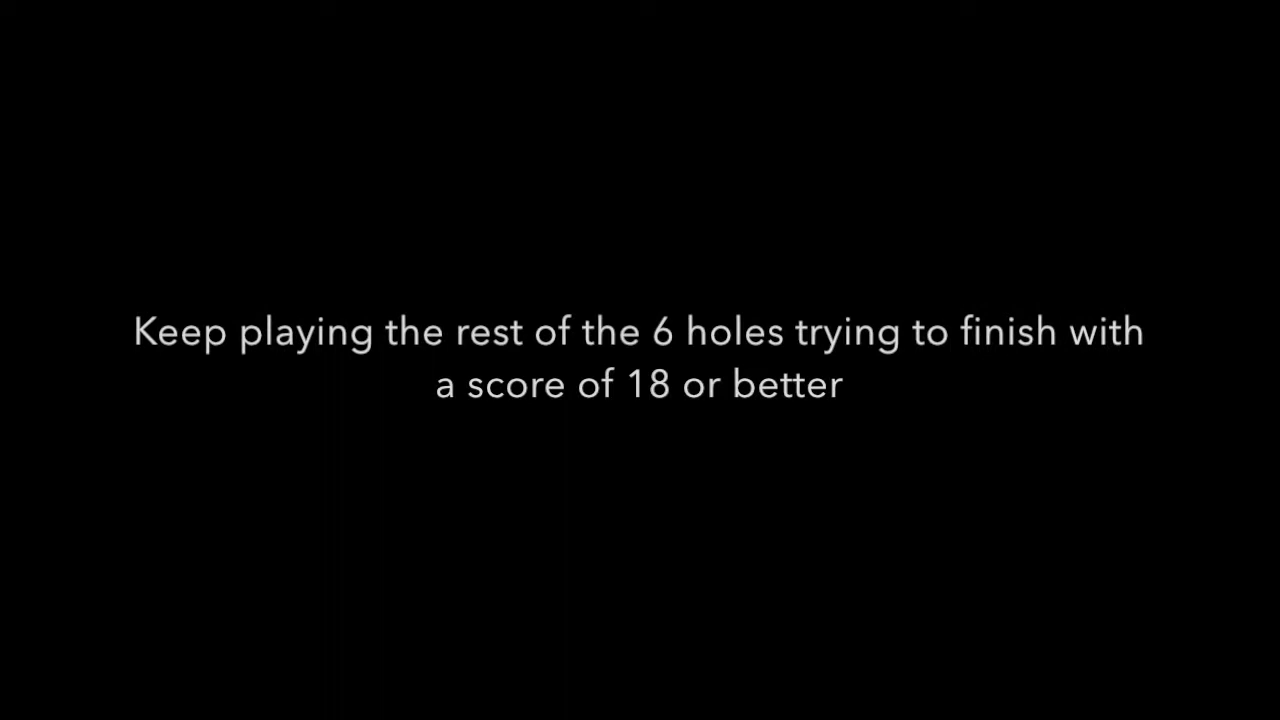 Keep playing the rest of the 6 holes trying to finish with
a score of 18 or better